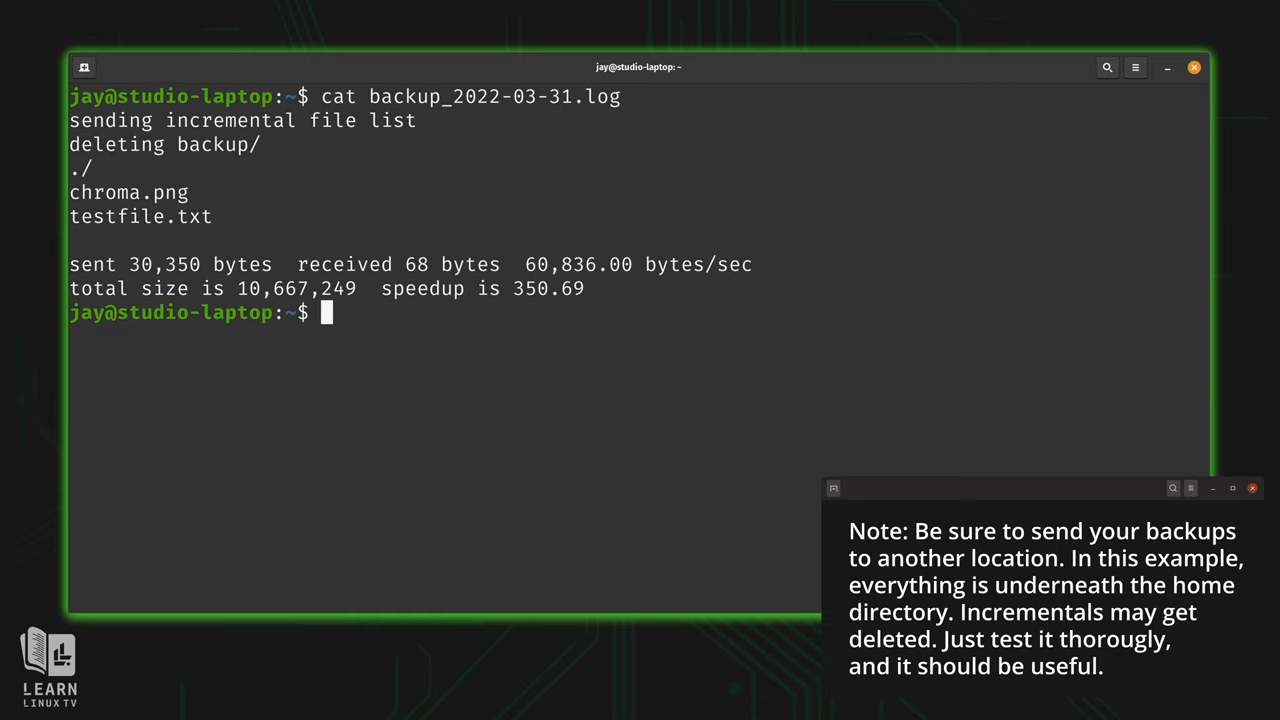 jay@studio-laptop: ~
jay@studio-laptop:~$ cat backup_2022-03-31.log
sending incremental file list
deleting backup/
./
chroma.png
testfile.txt
sent 30,350 bytes  received 68 bytes  60,836.00 bytes/sec
total size is 10,667,249  speedup is 350.69
jay@studio-laptop:~$
Note: Be sure to send your backups
to another location. In this example,
everything is underneath the home
directory. Incrementals may get
deleted. Just test it thorougly,
and it should be useful.
LEARN
LINUX TV